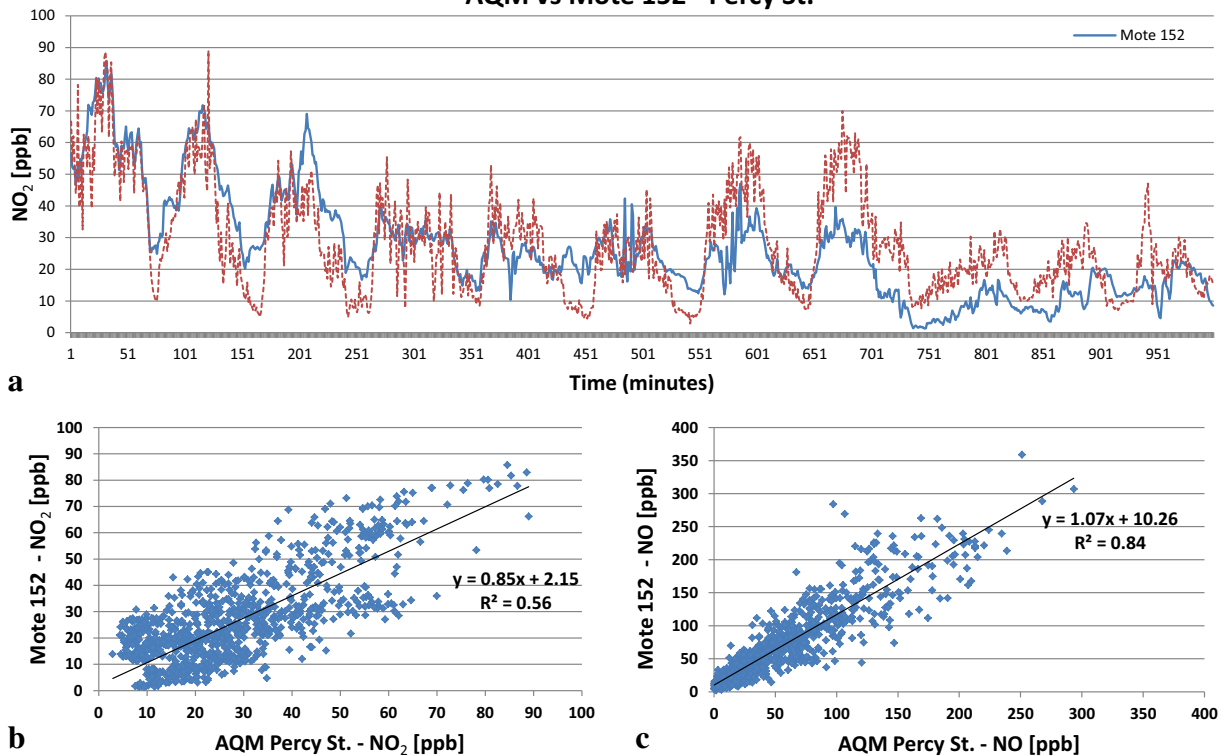 AQM vs Mote 152 - Percy St.
Mote 152
NO₂ [ppb]
100
90
80
70
60
50
40
30
20
10
0
1 51 101 151 201 251 301 351 401 451 501 551 601 651 701 751 801 851 901 951
Time (minutes)
a
Mote 152 - NO₂ [ppb]
100
90
80
70
60
50
40
30
20
10
0
y = 0.85x + 2.15
R² = 0.56
0 10 20 30 40 50 60 70 80 90 100
AQM Percy St. - NO₂ [ppb]
b
Mote 152 - NO [ppb]
400
350
300
250
200
150
100
50
0
y = 1.07x + 10.26
R² = 0.84
0 50 100 150 200 250 300 350 400
AQM Percy St. - NO [ppb]
c